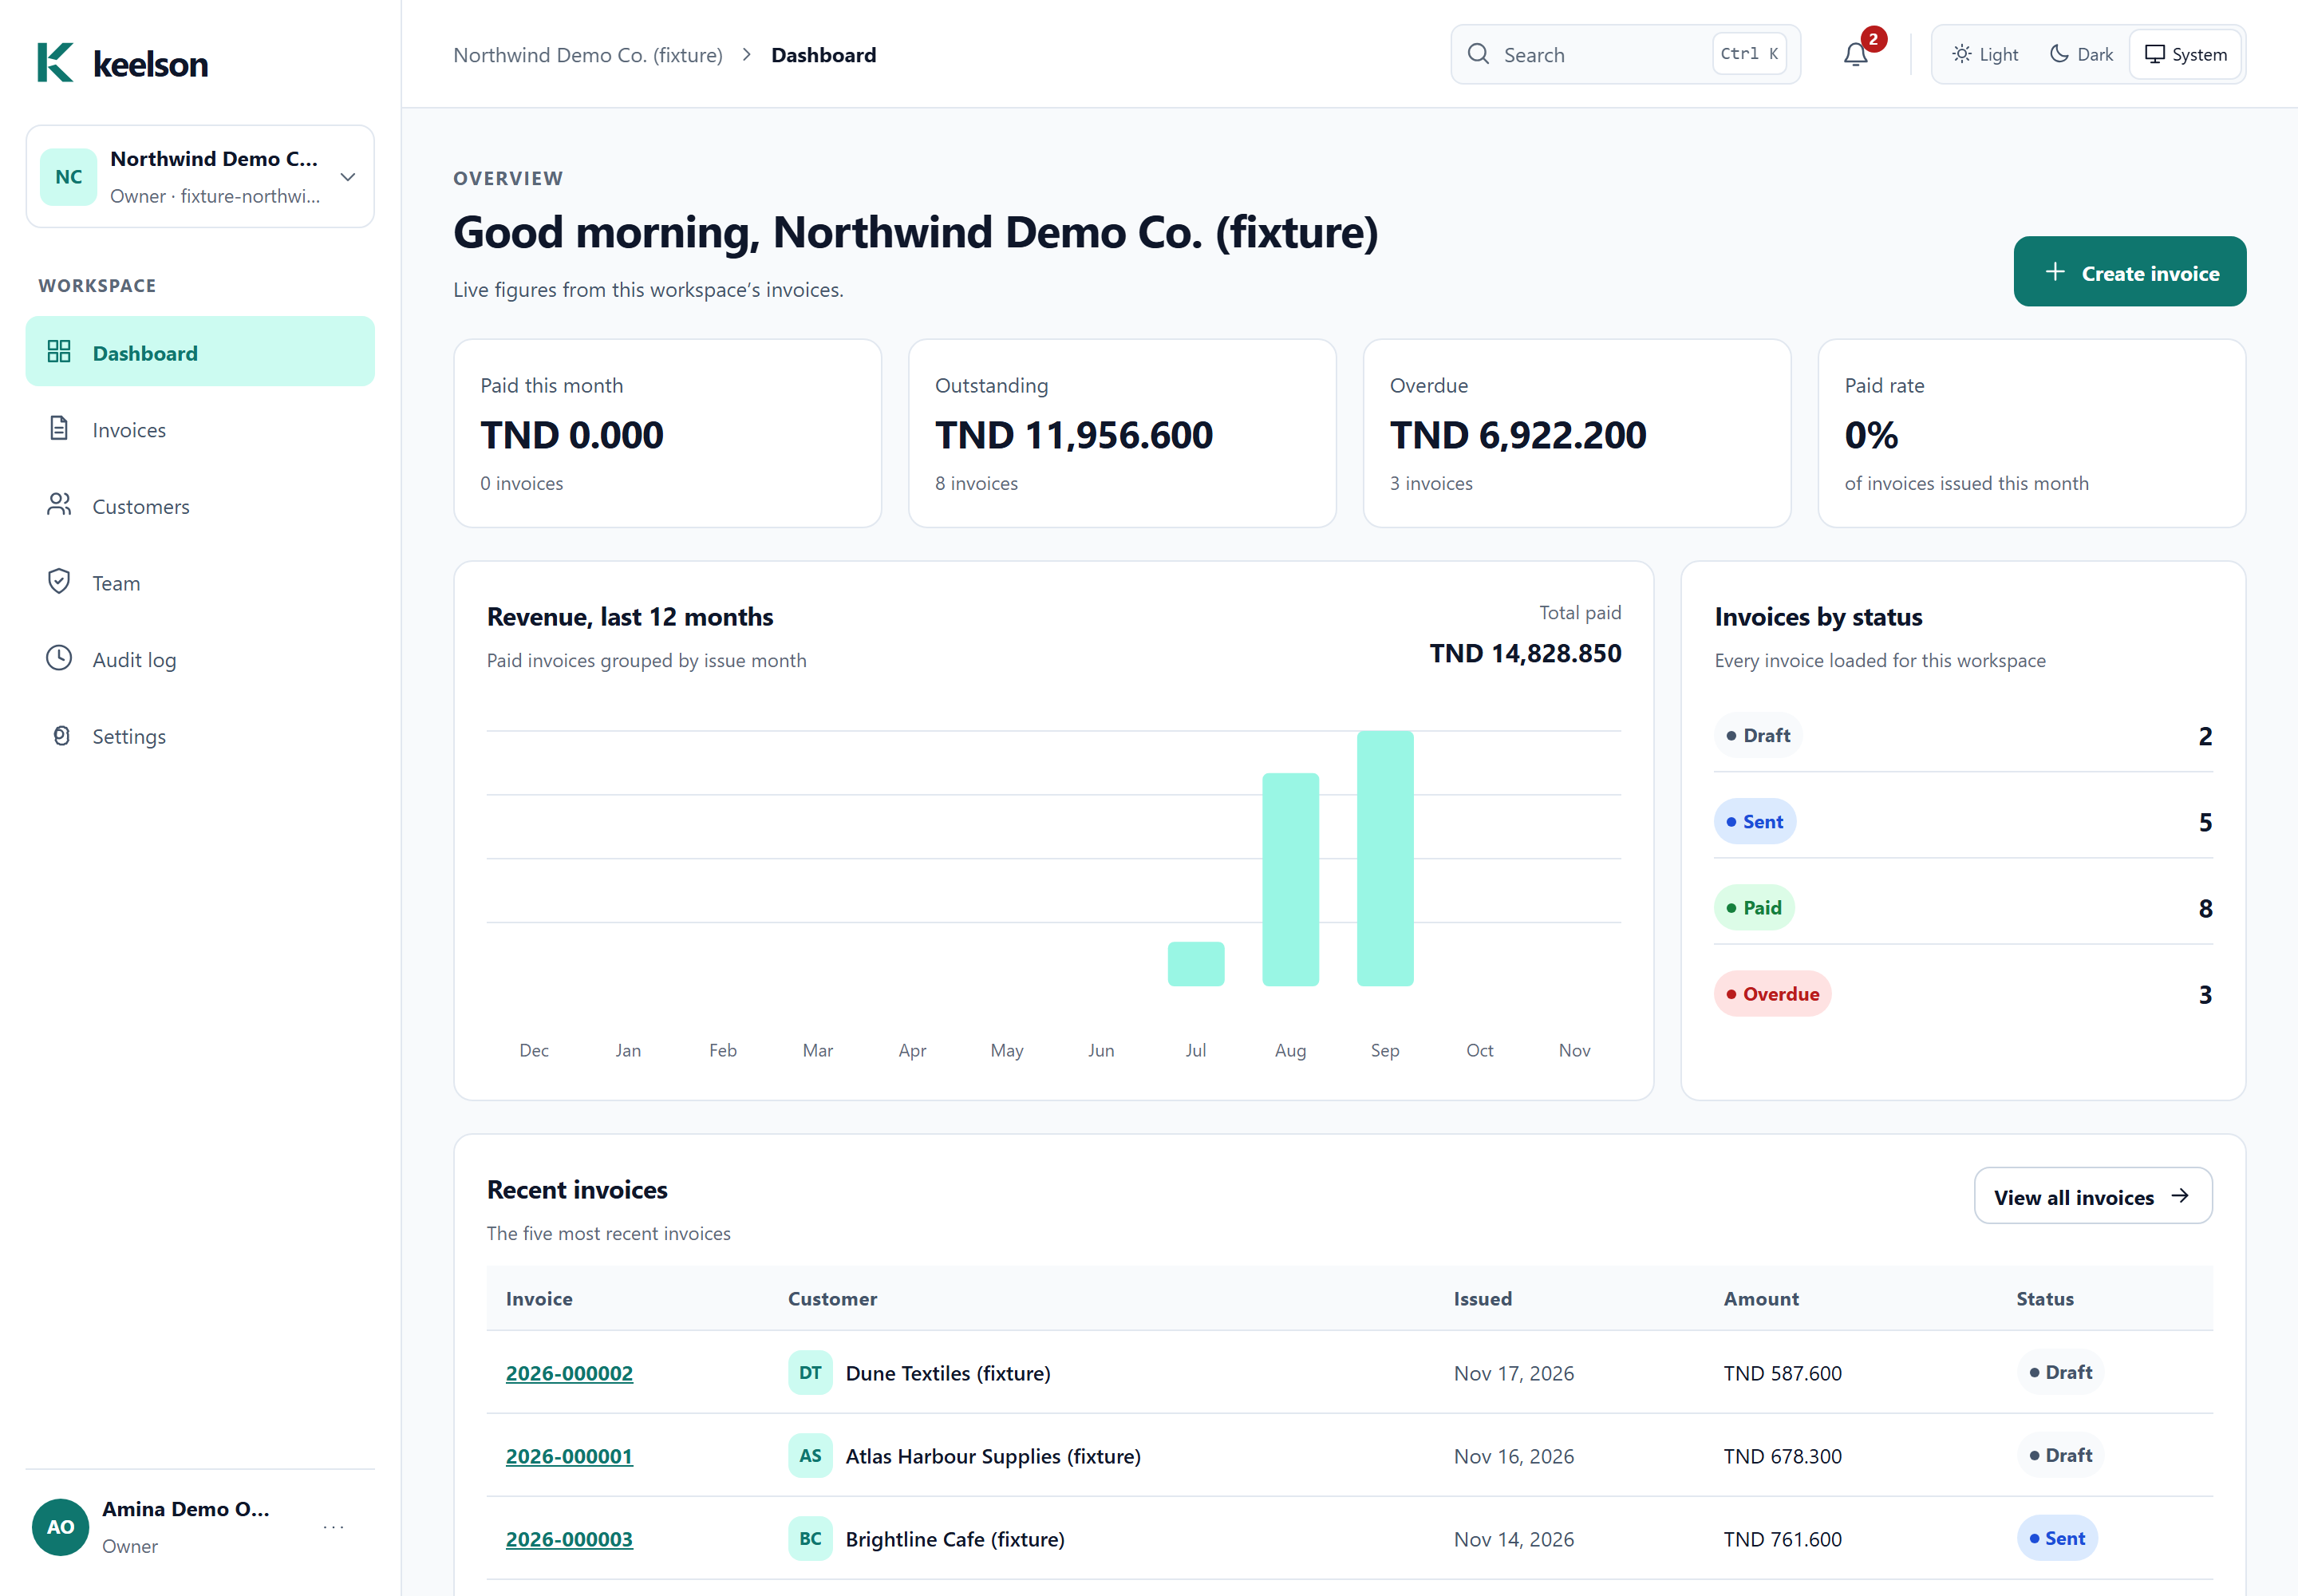 keelson
NC
Northwind Demo C...
Owner · fixture-northwi...
WORKSPACE
Dashboard
Invoices
Customers
Team
Audit log
Settings
AO
Amina Demo O...
Owner
...
Northwind Demo Co. (fixture) > Dashboard
Search
Ctrl K
2
Light
Dark
System
OVERVIEW
Good morning, Northwind Demo Co. (fixture)
Live figures from this workspace’s invoices.
+ Create invoice
Paid this month
TND 0.000
0 invoices
Outstanding
TND 11,956.600
8 invoices
Overdue
TND 6,922.200
3 invoices
Paid rate
0%
of invoices issued this month
Revenue, last 12 months
Paid invoices grouped by issue month
Total paid
TND 14,828.850
Dec Jan Feb Mar Apr May Jun Jul Aug Sep Oct Nov
Invoices by status
Every invoice loaded for this workspace
Draft 2
Sent 5
Paid 8
Overdue 3
Recent invoices
The five most recent invoices
View all invoices →
Invoice Customer Issued Amount Status
2026-000002 DT Dune Textiles (fixture) Nov 17, 2026 TND 587.600 Draft
2026-000001 AS Atlas Harbour Supplies (fixture) Nov 16, 2026 TND 678.300 Draft
2026-000003 BC Brightline Cafe (fixture) Nov 14, 2026 TND 761.600 Sent